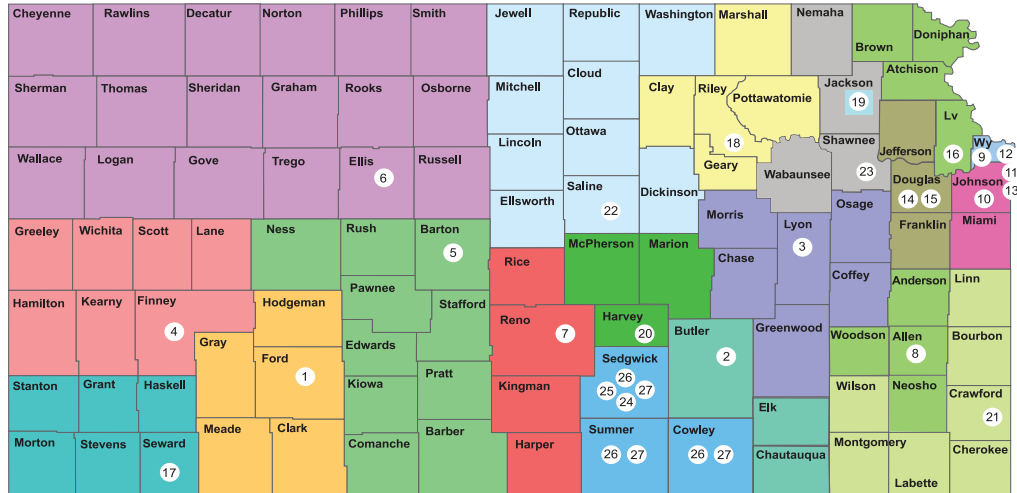 Cheyenne Rawlins Decatur Norton Phillips Smith Jewell Republic Washington Marshall Nemaha Brown Doniphan
Atchison
Sherman Thomas Sheridan Graham Rooks Osborne Mitchell Cloud Clay Riley Pottawatomie Jackson
19
Lv
16
Wallace Logan Gove Trego Ellis Russell Lincoln Ottawa Geary Shawnee Jefferson Wy
6
18
23
9 12
11
13
Ellsworth Saline Dickinson Wabaunsee Douglas Johnson
22
14 15
10
Greeley Wichita Scott Lane Ness Rush Barton McPherson Marion Morris Lyon Osage Franklin Miami
5
3
Rice Chase
Hamilton Kearny Finney Hodgeman Pawnee Stafford Coffey Anderson Linn
4
Reno Harvey Butler Greenwood
7
20
Gray Ford Edwards Sedgwick Woodson Allen Bourbon
1
2
8
26
25 27
24
Stanton Grant Haskell Kiowa Pratt Kingman Wilson Neosho Crawford
21
Elk
Morton Stevens Seward Meade Clark Comanche Barber Harper Sumner Cowley Chautauqua Montgomery Cherokee
17
26 27
26 27
Labette